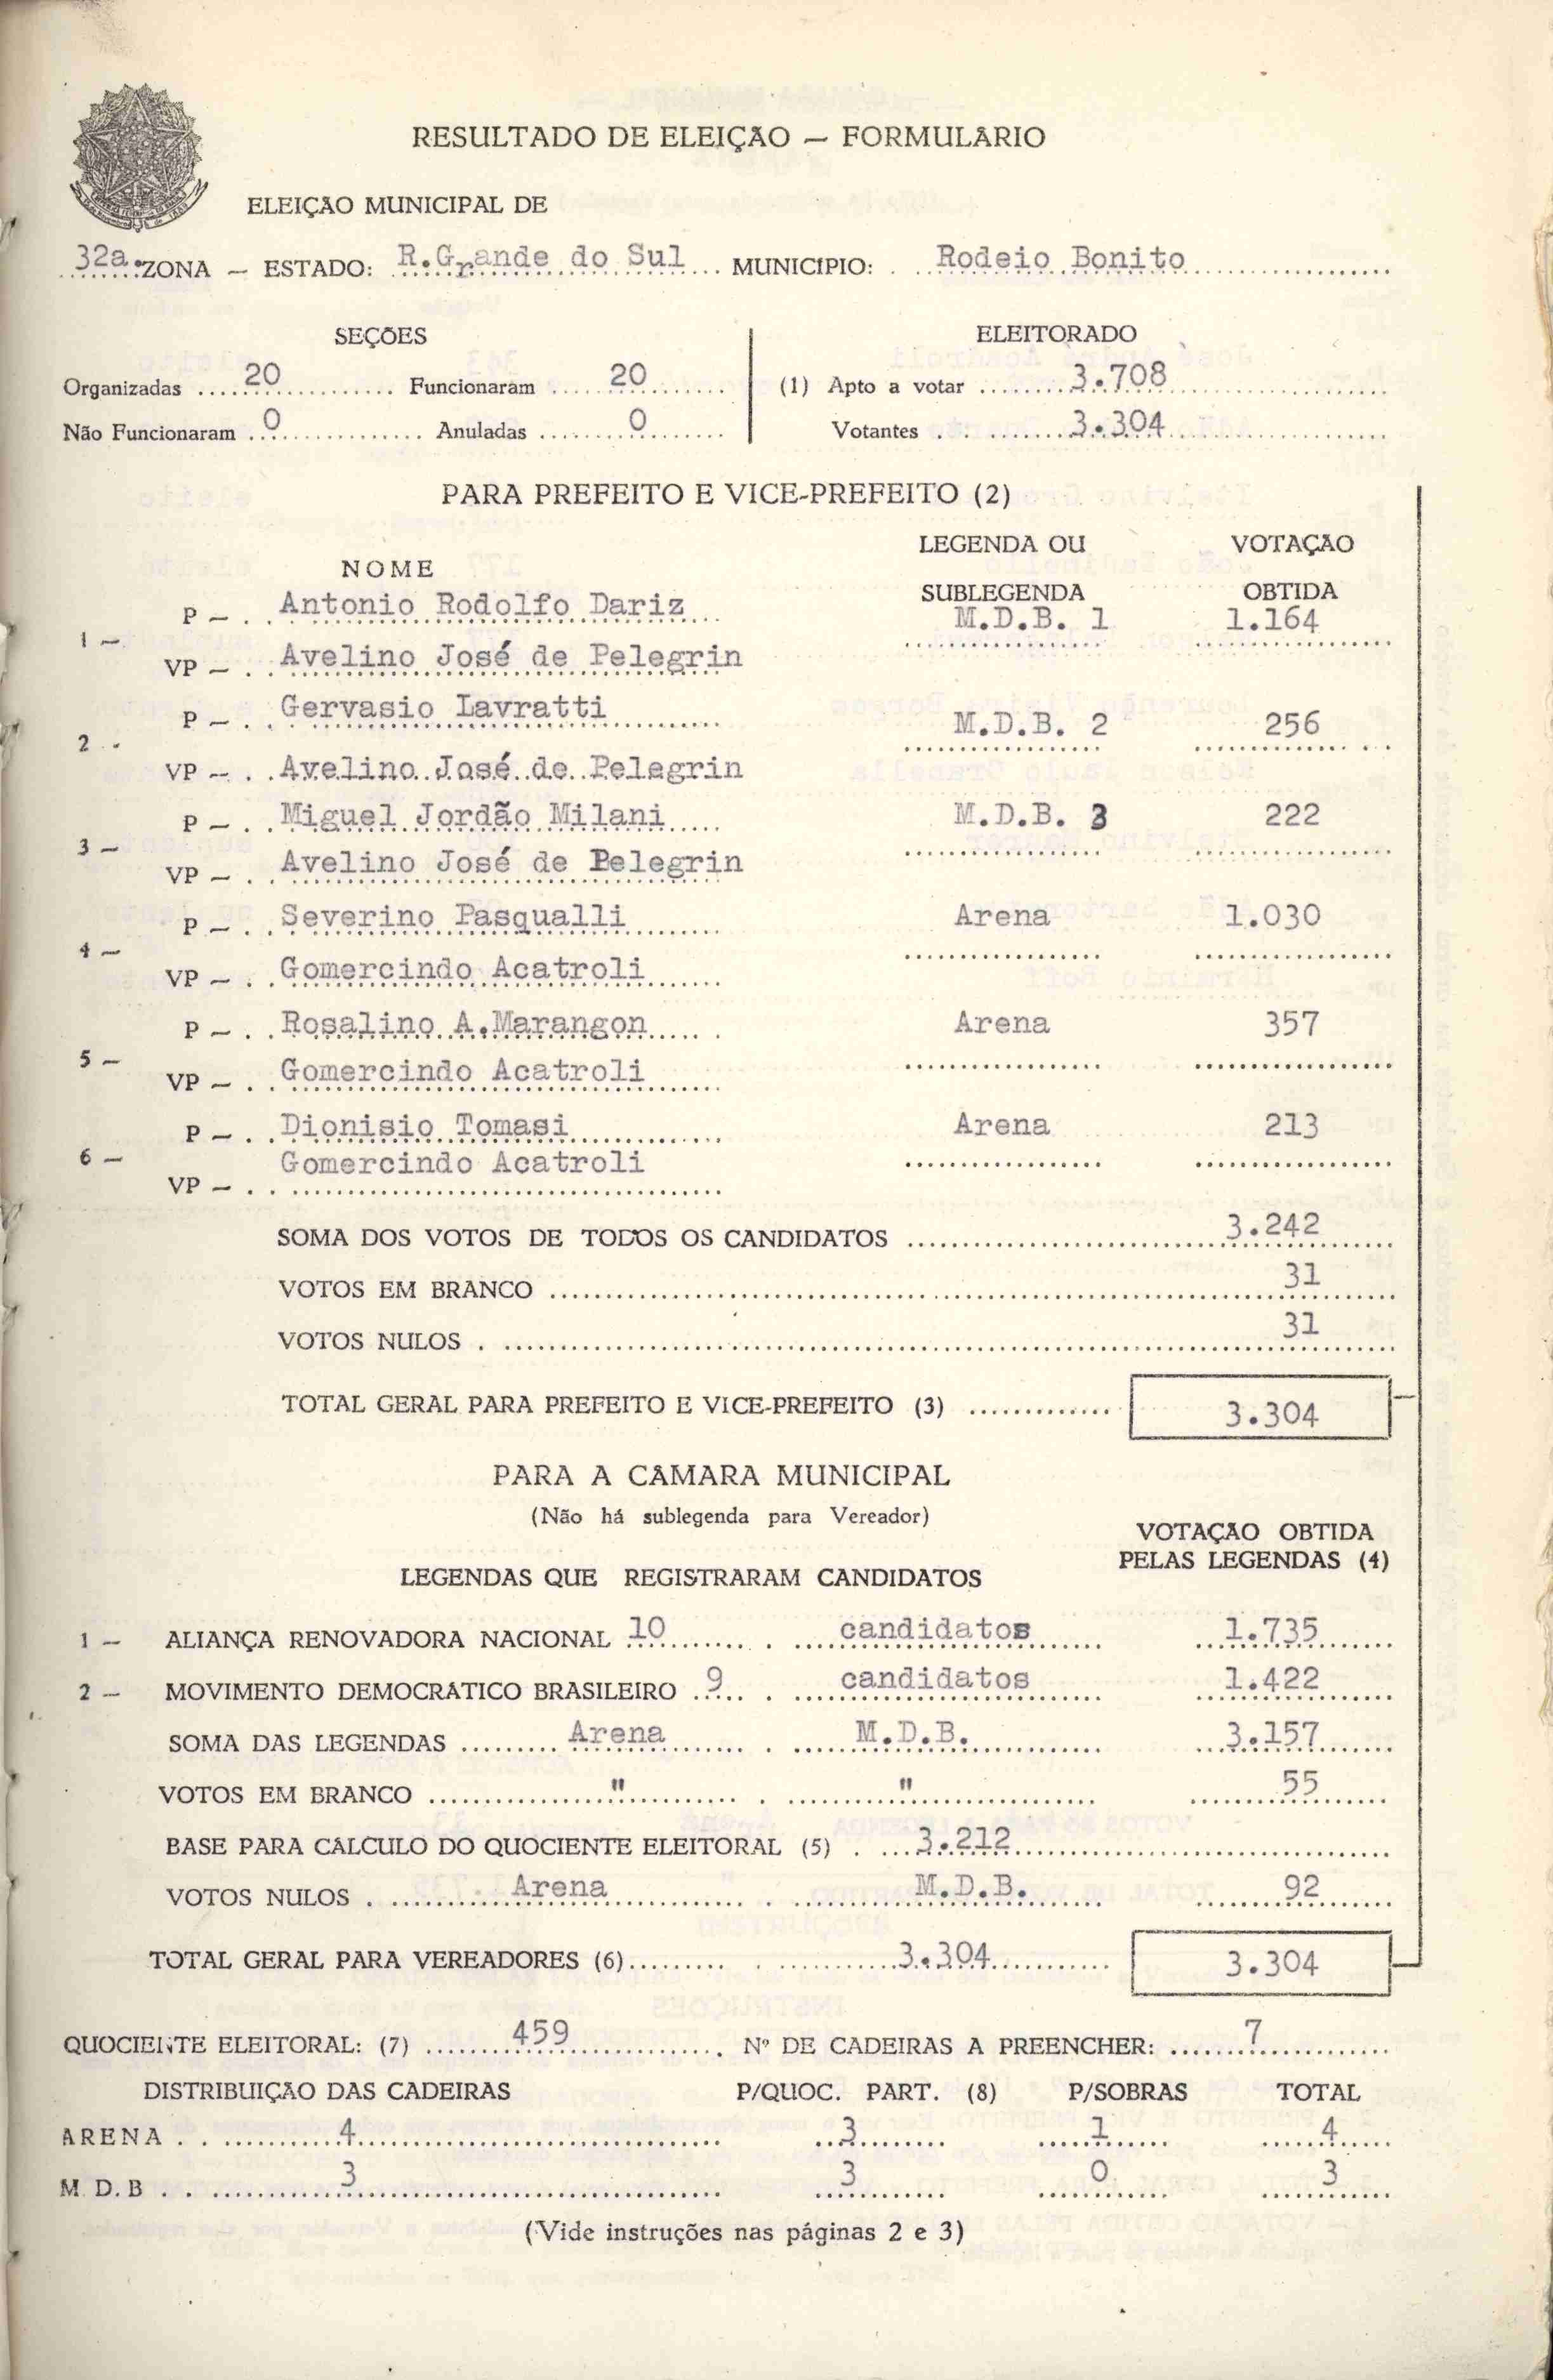 RESULTADO DE ELEIÇÃO — FORMULÁRIO
ELEIÇÃO MUNICIPAL DE
32a. ZONA — ESTADO: R.Grande do Sul MUNICÍPIO: Rodeio Bonito
SEÇÕES
ELEITORADO
Organizadas 20 Funcionaram 20 (1) Apto a votar 3.708
Não Funcionaram 0 Anuladas 0 Votantes 3.304
PARA PREFEITO E VICE-PREFEITO (2)
LEGENDA OU VOTAÇÃO
NOME
SUBLEGENDA OBTIDA
P — Antonio Rodolfo Dariz M.D.B. 1 1.164
1 —
VP — Avelino José de Pelegrin
P — Gervasio Lavratti M.D.B. 2 256
2 -
VP — Avelino José de Pelegrin
P — Miguel Jordão Milani M.D.B. 3 222
3 —
VP — Avelino José de Pelegrin
P — Severino Pasqualli Arena 1.030
4 —
VP — Gomercindo Acatroli
P — Rosalino A.Marangon Arena 357
5 —
VP — Gomercindo Acatroli
P — Dionisio Tomasi Arena 213
6 —
Gomercindo Acatroli
VP —
SOMA DOS VOTOS DE TODOS OS CANDIDATOS 3.242
VOTOS EM BRANCO 31
VOTOS NULOS 31
TOTAL GERAL PARA PREFEITO E VICE-PREFEITO (3) 3.304
PARA A CÂMARA MUNICIPAL
(Não há sublegenda para Vereador)
VOTAÇÃO OBTIDA
PELAS LEGENDAS (4)
LEGENDAS QUE REGISTRARAM CANDIDATOS
1 — ALIANÇA RENOVADORA NACIONAL 10 candidatos 1.735
2 — MOVIMENTO DEMOCRÁTICO BRASILEIRO 9 candidatos 1.422
SOMA DAS LEGENDAS Arena M.D.B. 3.157
VOTOS EM BRANCO " " 55
BASE PARA CÁLCULO DO QUOCIENTE ELEITORAL (5) 3.212
VOTOS NULOS Arena M.D.B. 92
TOTAL GERAL PARA VEREADORES (6) 3.304 3.304
QUOCIENTE ELEITORAL: (7) 459 Nº DE CADEIRAS A PREENCHER: 7
DISTRIBUIÇÃO DAS CADEIRAS P/QUOC. PART. (8) P/SOBRAS TOTAL
ARENA 4 3 1 4
M.D.B 3 3 0 3
(Vide instruções nas páginas 2 e 3)